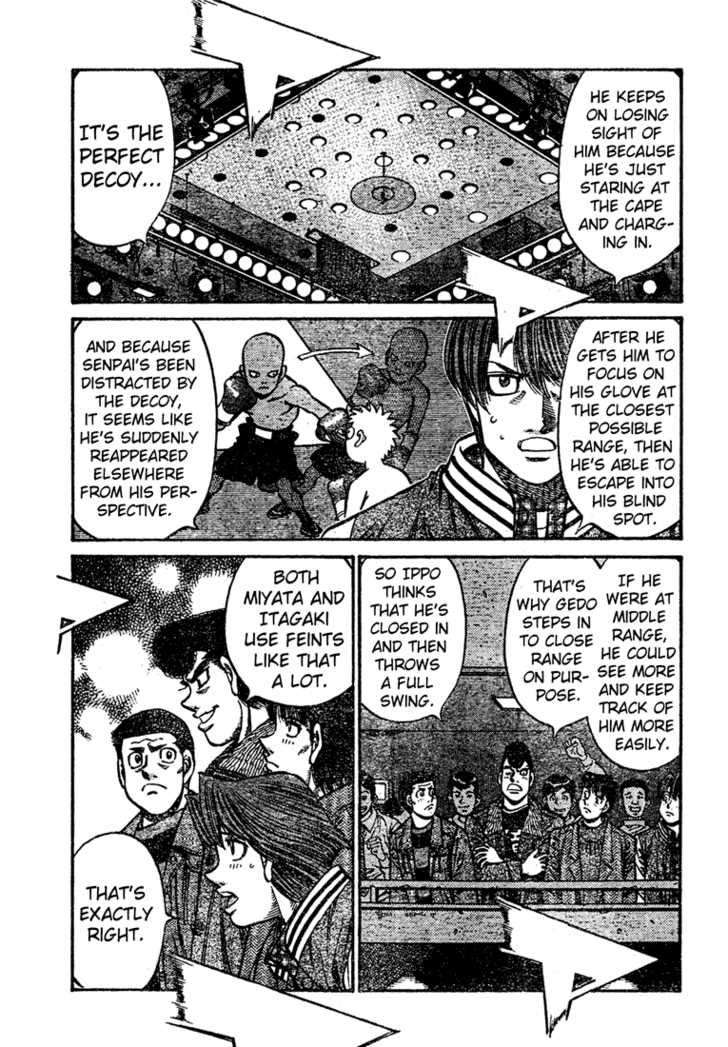 HE KEEPS
ON LOSING
SIGHT OF
HIM BECAUSE
HE'S JUST
STARING AT
THE CAPE
AND CHARG-
ING IN.
IT'S THE
PERFECT
DECOY...
AFTER HE
GETS HIM TO
FOCUS ON
HIS GLOVE AT
THE CLOSEST
POSSIBLE
RANGE, THEN
HE'S ABLE TO
ESCAPE INTO
HIS BLIND
SPOT.
AND BECAUSE
SENPAI'S BEEN
DISTRACTED BY
THE DECOY,
IT SEEMS LIKE
HE'S SUDDENLY
REAPPEARED
ELSEWHERE
FROM HIS PER-
SPECTIVE.
IF HE
WERE AT
MIDDLE
RANGE,
HE COULD
SEE MORE
AND KEEP
TRACK OF
HIM MORE
EASILY.
THAT'S
WHY GEDO
STEPS IN
TO CLOSE
RANGE
ON PUR-
POSE.
SO IPPO
THINKS
THAT HE'S
CLOSED IN
AND THEN
THROWS
A FULL
SWING.
BOTH
MIYATA AND
ITAGAKI
USE FEINTS
LIKE THAT
A LOT.
THAT'S
EXACTLY
RIGHT.